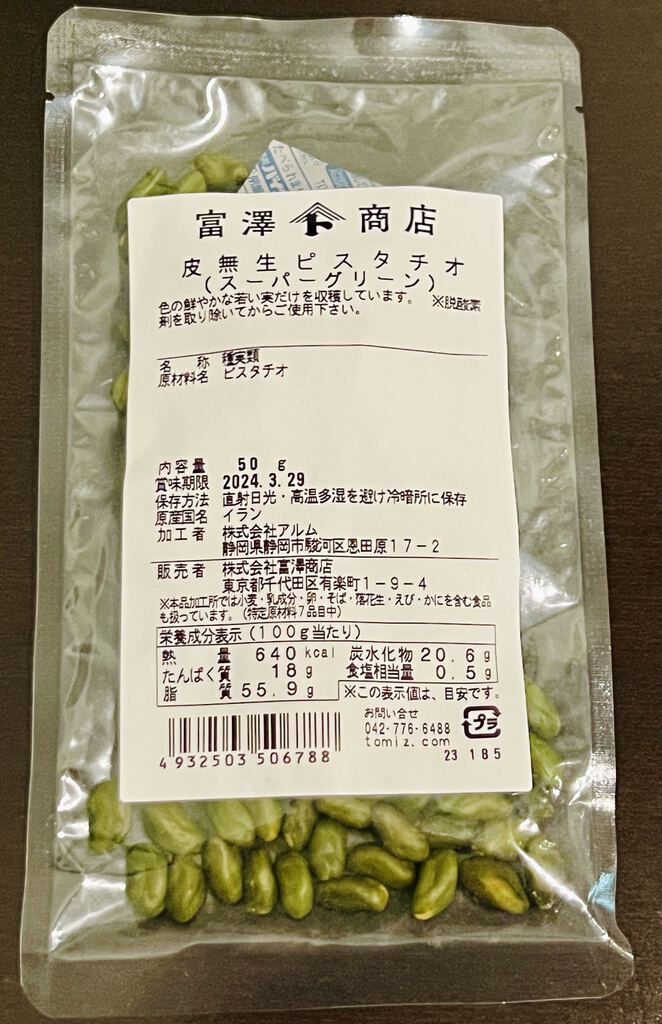 富澤 商店
皮無生ピスタチオ
(スーパーグリーン)
色の鮮やかな若い実だけを収穫しています。 ※脱酸素
剤を取り除いてからご使用下さい。
名称 種実類
原材料名 ピスタチオ
内容量 50 g
賞味期限 2024.3.29
保存方法 直射日光・高温多湿を避け冷暗所に保存
原産国名 イラン
加工者 株式会社アルム
静岡県静岡市駿河区恩田原17-2
販売者 株式会社富澤商店
東京都千代田区有楽町1-9-4
※本品加工所では小麦・乳成分・卵・そば・落花生・えび・かにを含む食品
も扱っています。(特定原材料7品目中)
栄養成分表示(100g当たり)
熱量 640kcal 炭水化物 20.6g
たんぱく質 18g 食塩相当量 0.5g
脂質 55.9g ※この表示値は、目安です。
お問い合せ
042-776-6488
tomiz.com
プラ
4932503506788
23 185